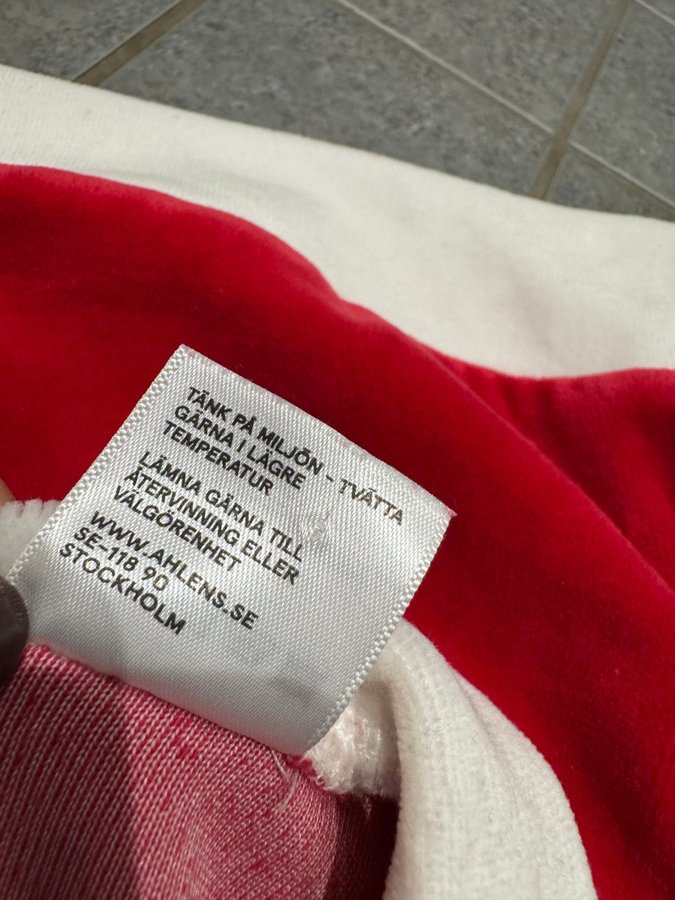 TÄNK PÅ MILJÖN - TVÄTTA
GÄRNA I LÄGRE
TEMPERATUR
LÄMNA GÄRNA TILL
ÅTERVINNING ELLER
VÄLGÖRENHET
WWW.AHLENS.SE
SE-118 90
STOCKHOLM